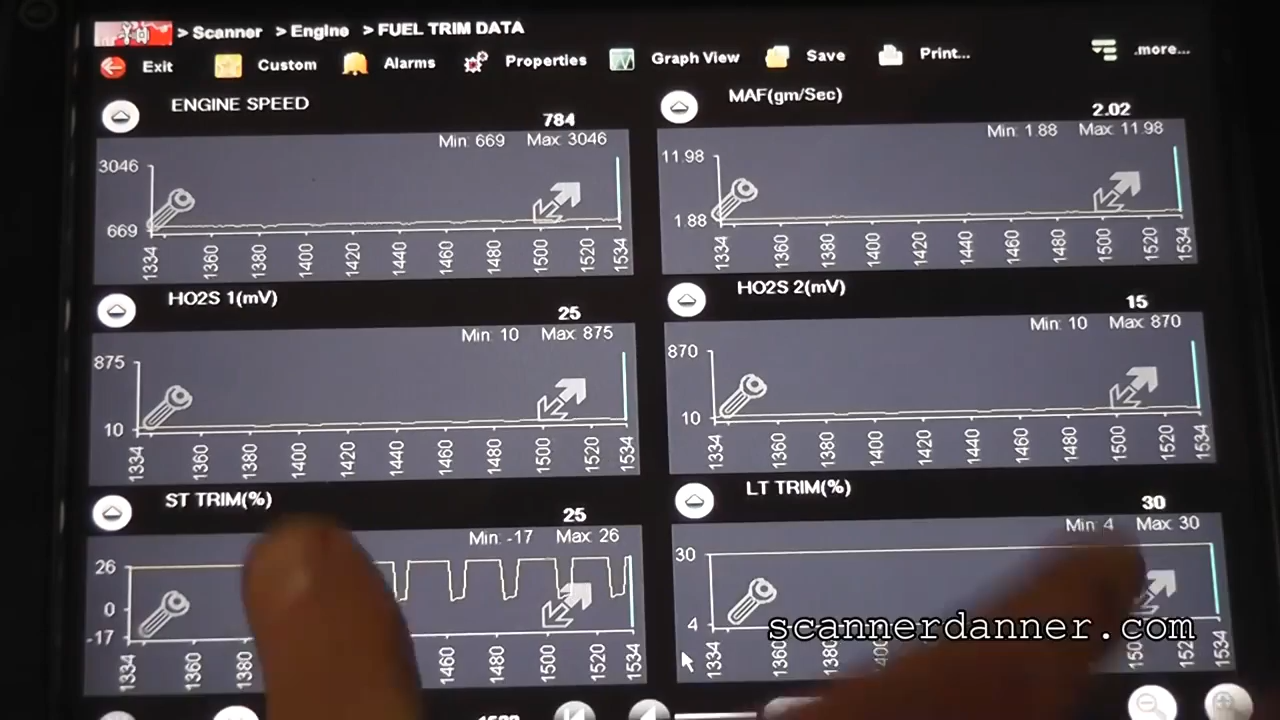 > Scanner > Engine > FUEL TRIM DATA
Exit Custom Alarms Properties Graph View Save Print... .more...
ENGINE SPEED
784
Min: 669 Max: 3046
3046
669
1334 1360 1380 1400 1420 1440 1460 1480 1500 1520 1534
MAF(gm/Sec)
2.02
Min: 1.88 Max: 11.98
11.98
1.88
1334 1360 1380 1400 1420 1440 1460 1480 1500 1520 1534
HO2S 1(mV)
25
Min: 10 Max: 875
875
10
1334 1360 1380 1400 1420 1440 1460 1480 1500 1520 1534
HO2S 2(mV)
15
Min: 10 Max: 870
870
10
1334 1360 1380 1400 1420 1440 1460 1480 1500 1520 1534
ST TRIM(%)
25
Min: -17 Max: 26
26
0
-17
1334 1360 1380 1460 1480 1500 1520 1534
LT TRIM(%)
30
Min: 4 Max: 30
30
4
1334 1360 1380 1534
scannerdanner.com